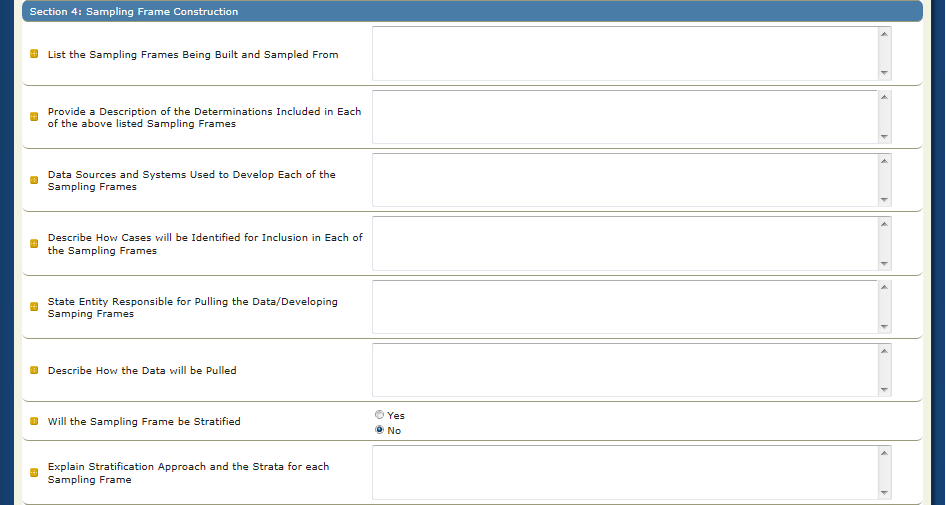 Section 4: Sampling Frame Construction
List the Sampling Frames Being Built and Sampled From
Provide a Description of the Determinations Included in Each
of the above listed Sampling Frames
Data Sources and Systems Used to Develop Each of the
Sampling Frames
Describe How Cases will be Identified for Inclusion in Each of
the Sampling Frames
State Entity Responsible for Pulling the Data/Developing
Samping Frames
Describe How the Data will be Pulled
Will the Sampling Frame be Stratified
Yes
No
Explain Stratification Approach and the Strata for each
Sampling Frame